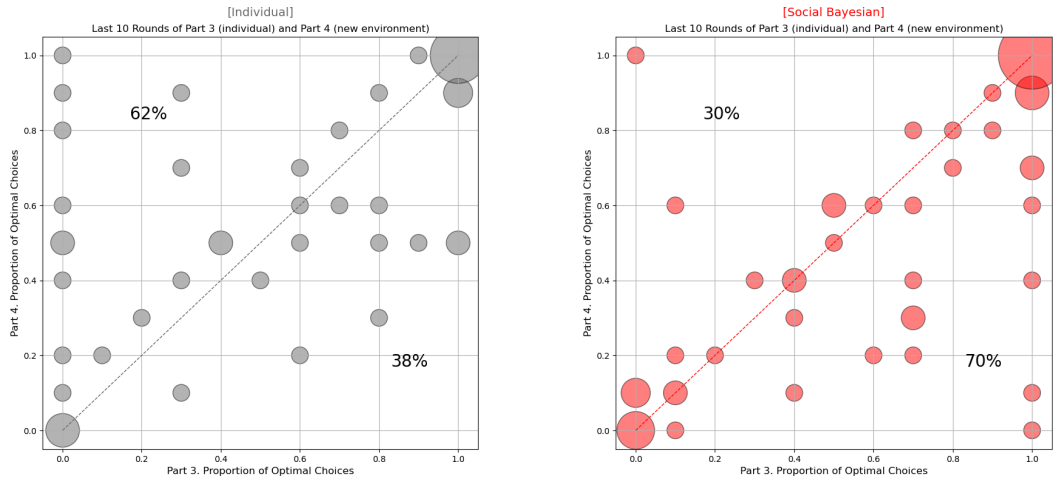 [Individual]
Last 10 Rounds of Part 3 (individual) and Part 4 (new environment)
Part 4. Proportion of Optimal Choices
1.0
0.8
0.6
0.4
0.2
0.0
62%
38%
0.0 0.2 0.4 0.6 0.8 1.0
Part 3. Proportion of Optimal Choices
[Social Bayesian]
Last 10 Rounds of Part 3 (individual) and Part 4 (new environment)
Part 4. Proportion of Optimal Choices
1.0
0.8
0.6
0.4
0.2
0.0
30%
70%
0.0 0.2 0.4 0.6 0.8 1.0
Part 3. Proportion of Optimal Choices